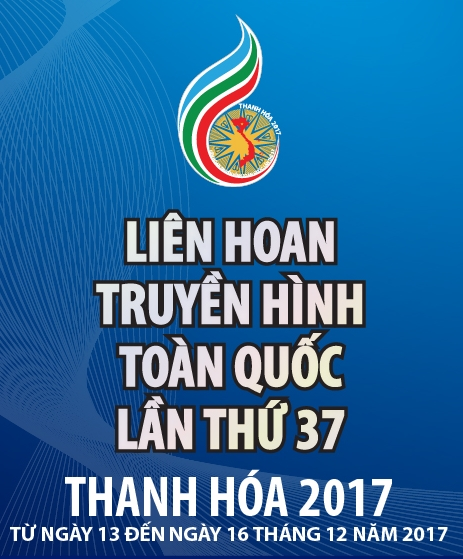 THANH HÓA 2017
LIÊN HOAN
TRUYỀN HÌNH
TOÀN QUỐC
LẦN THỨ 37
THANH HÓA 2017
TỪ NGÀY 13 ĐẾN NGÀY 16 THÁNG 12 NĂM 2017